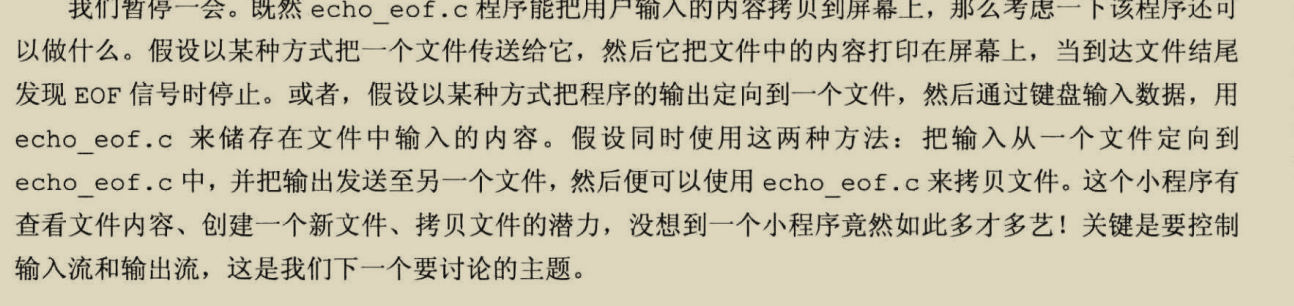 我们暂停一会。既然 echo_eof.c 程序能把用户输入的内容拷贝到屏幕上，那么考虑一下该程序还可
以做什么。假设以某种方式把一个文件传送给它，然后它把文件中的内容打印在屏幕上，当到达文件结尾
发现 EOF 信号时停止。或者，假设以某种方式把程序的输出定向到一个文件，然后通过键盘输入数据，用
echo_eof.c 来储存在文件中输入的内容。假设同时使用这两种方法：把输入从一个文件定向到
echo_eof.c 中，并把输出发送至另一个文件，然后便可以使用 echo_eof.c 来拷贝文件。这个小程序有
查看文件内容、创建一个新文件、拷贝文件的潜力，没想到一个小程序竟然如此多才多艺！关键是要控制
输入流和输出流，这是我们下一个要讨论的主题。